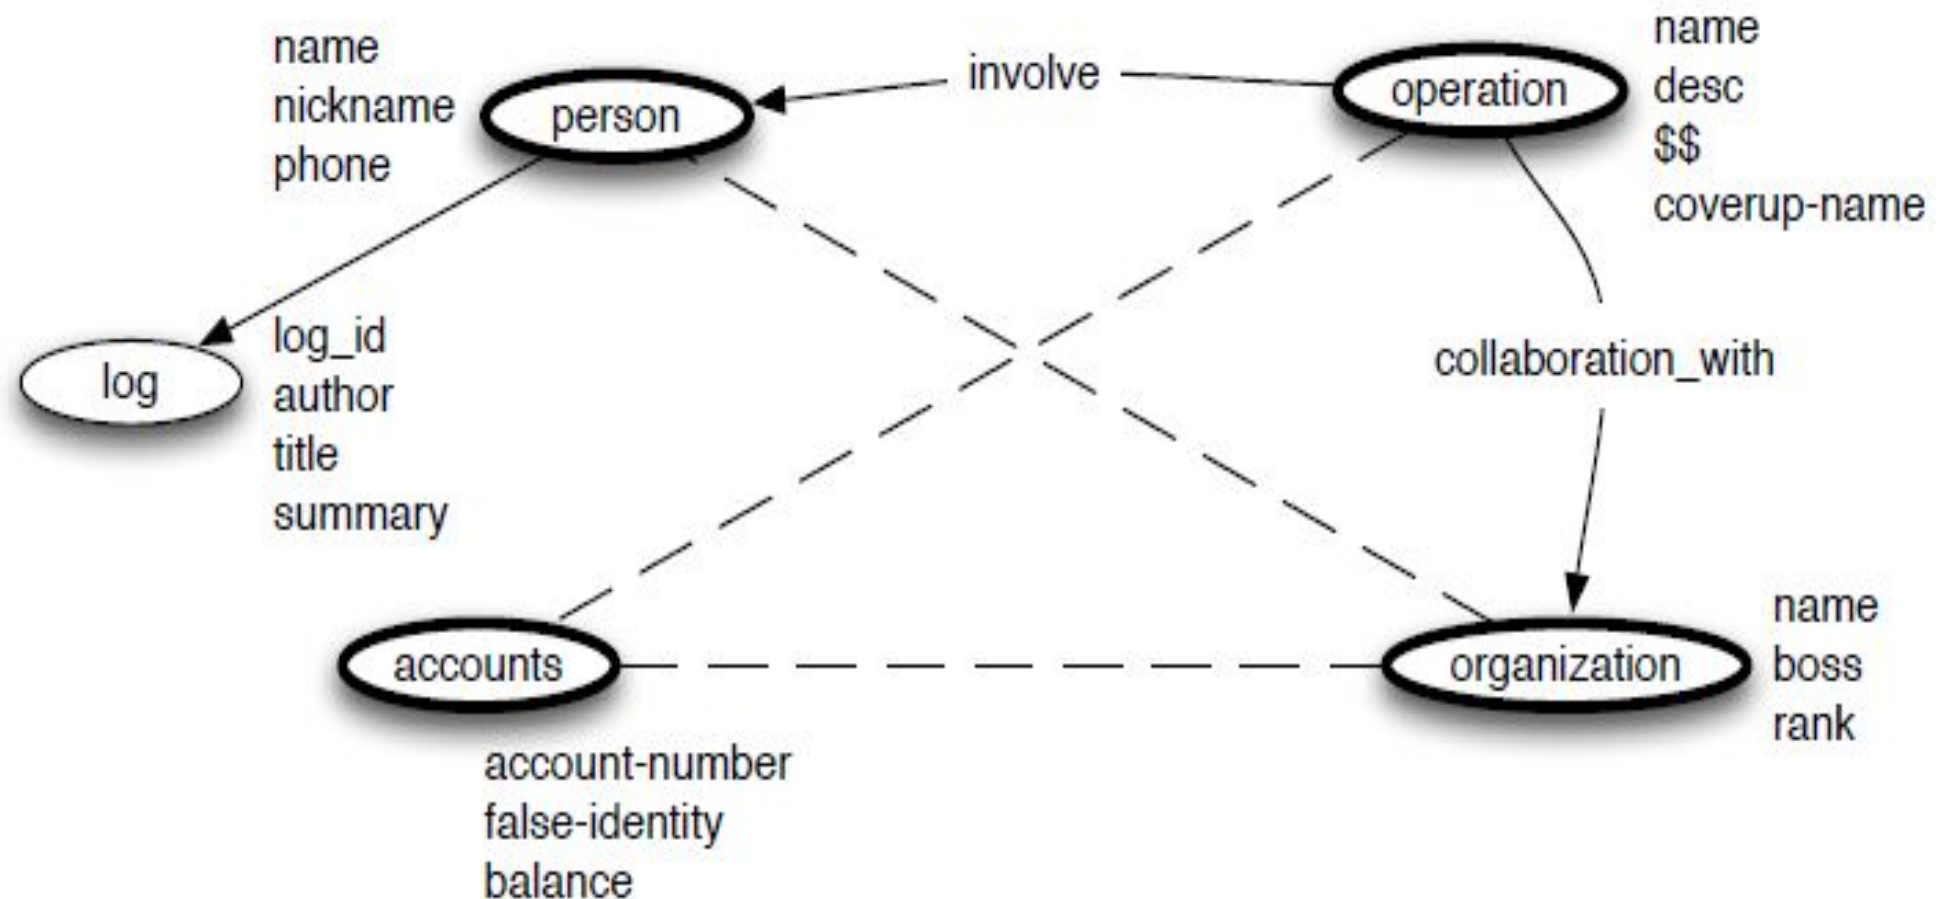 name
nickname
phone
person
involve
operation
name
desc
$$
coverup-name
log
log_id
author
title
summary
collaboration_with
accounts
account-number
false-identity
balance
organization
name
boss
rank